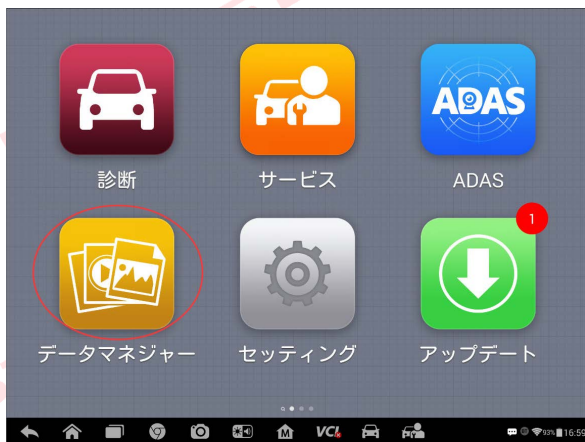 診断
サービス
ADAS
ADAS
1
データマネジャー
セッティング
アップデート
M
VCI
93%
16:59